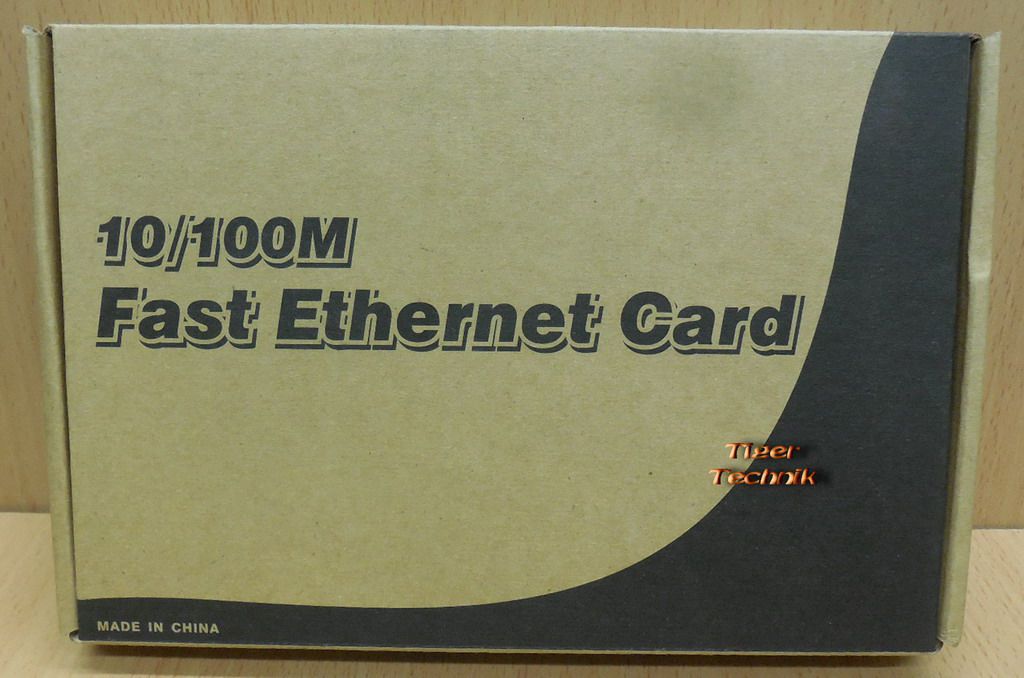 10/100M
Fast Ethernet Card
Tiger
Technik
MADE IN CHINA